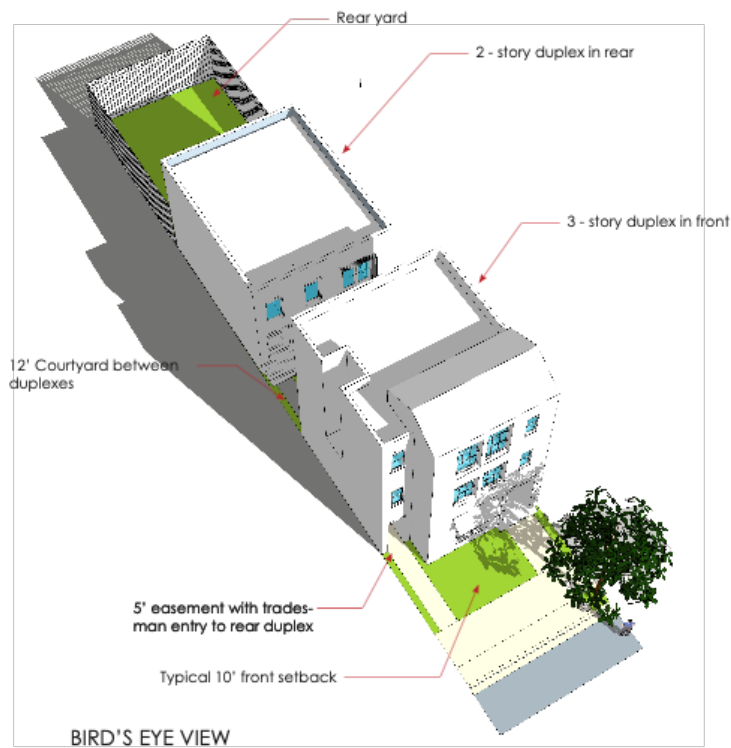 Rear yard
2 - story duplex in rear
3 - story duplex in front
12' Courtyard between
duplexes
5' easement with trades-
man entry to rear duplex
Typical 10' front setback
BIRD'S EYE VIEW